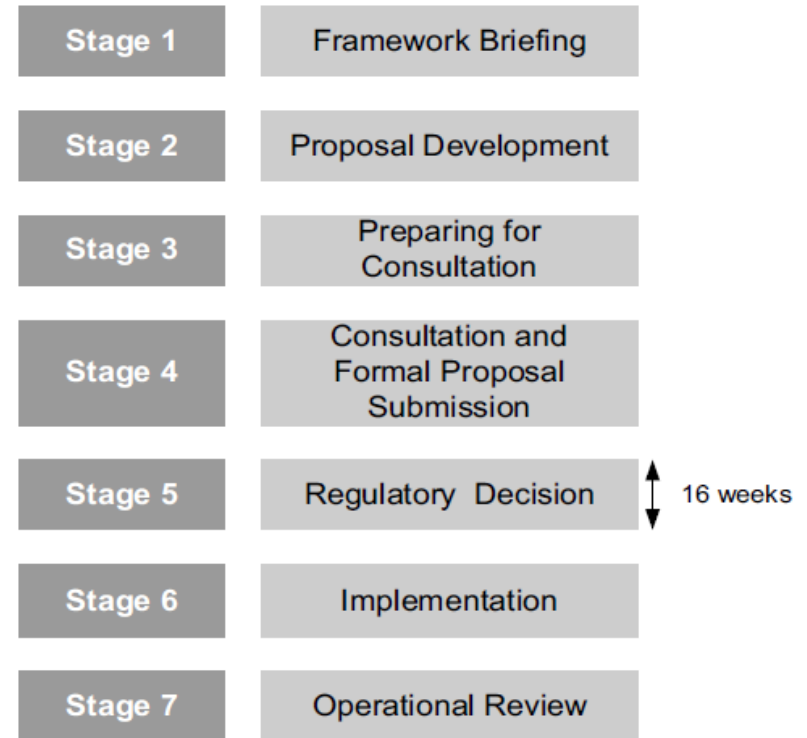 Stage 1
Framework Briefing
Stage 2
Proposal Development
Stage 3
Preparing for
Consultation
Stage 4
Consultation and
Formal Proposal
Submission
Stage 5
Regulatory Decision
16 weeks
Stage 6
Implementation
Stage 7
Operational Review